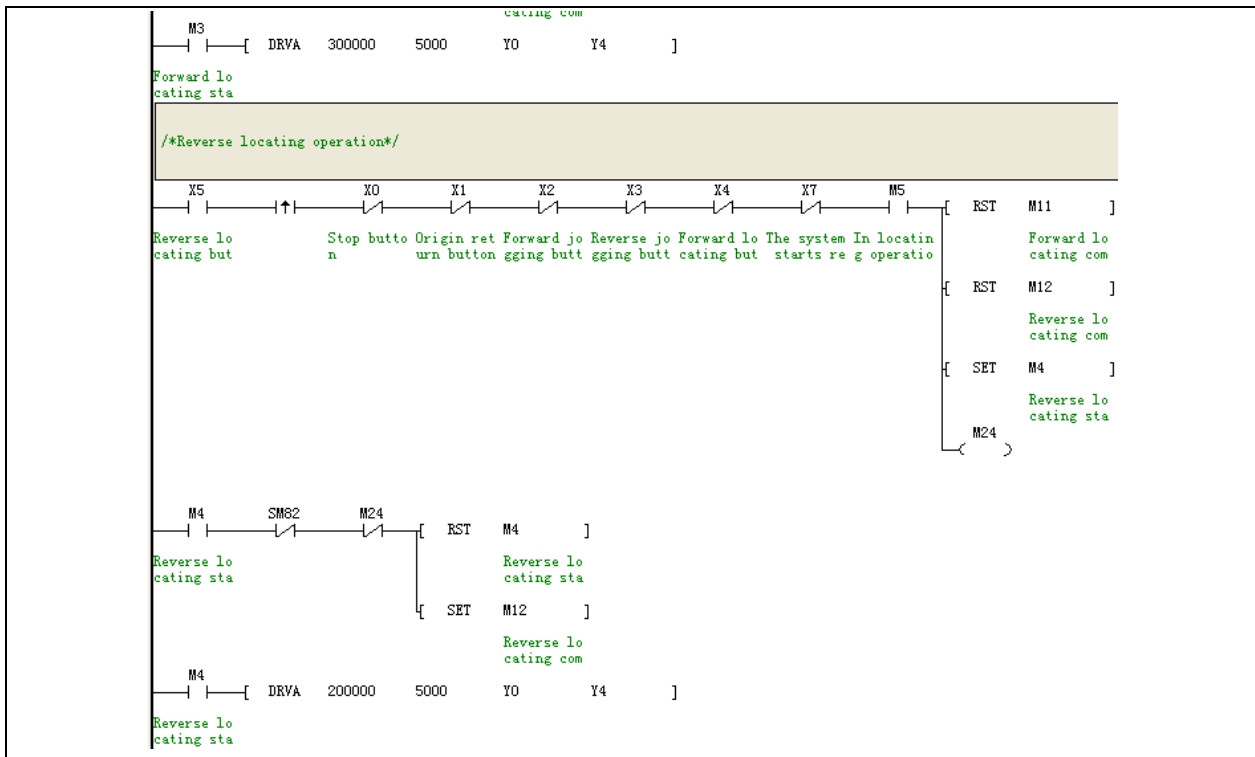 cating com
M3
[ DRVA 300000 5000 Y0 Y4 ]
Forward lo
cating sta
/*Reverse locating operation*/
X5 X0 X1 X2 X3 X4 X7 M5
[ RST M11 ]
Reverse lo Stop butto Origin ret Forward jo Reverse jo Forward lo The system In locatin Forward lo
cating but n urn button gging butt gging butt cating but starts re g operatio cating com
[ RST M12 ]
Reverse lo
cating com
[ SET M4 ]
Reverse lo
cating sta
M24
M4 SM82 M24
[ RST M4 ]
Reverse lo Reverse lo
cating sta cating sta
[ SET M12 ]
Reverse lo
cating com
M4
[ DRVA 200000 5000 Y0 Y4 ]
Reverse lo
cating sta